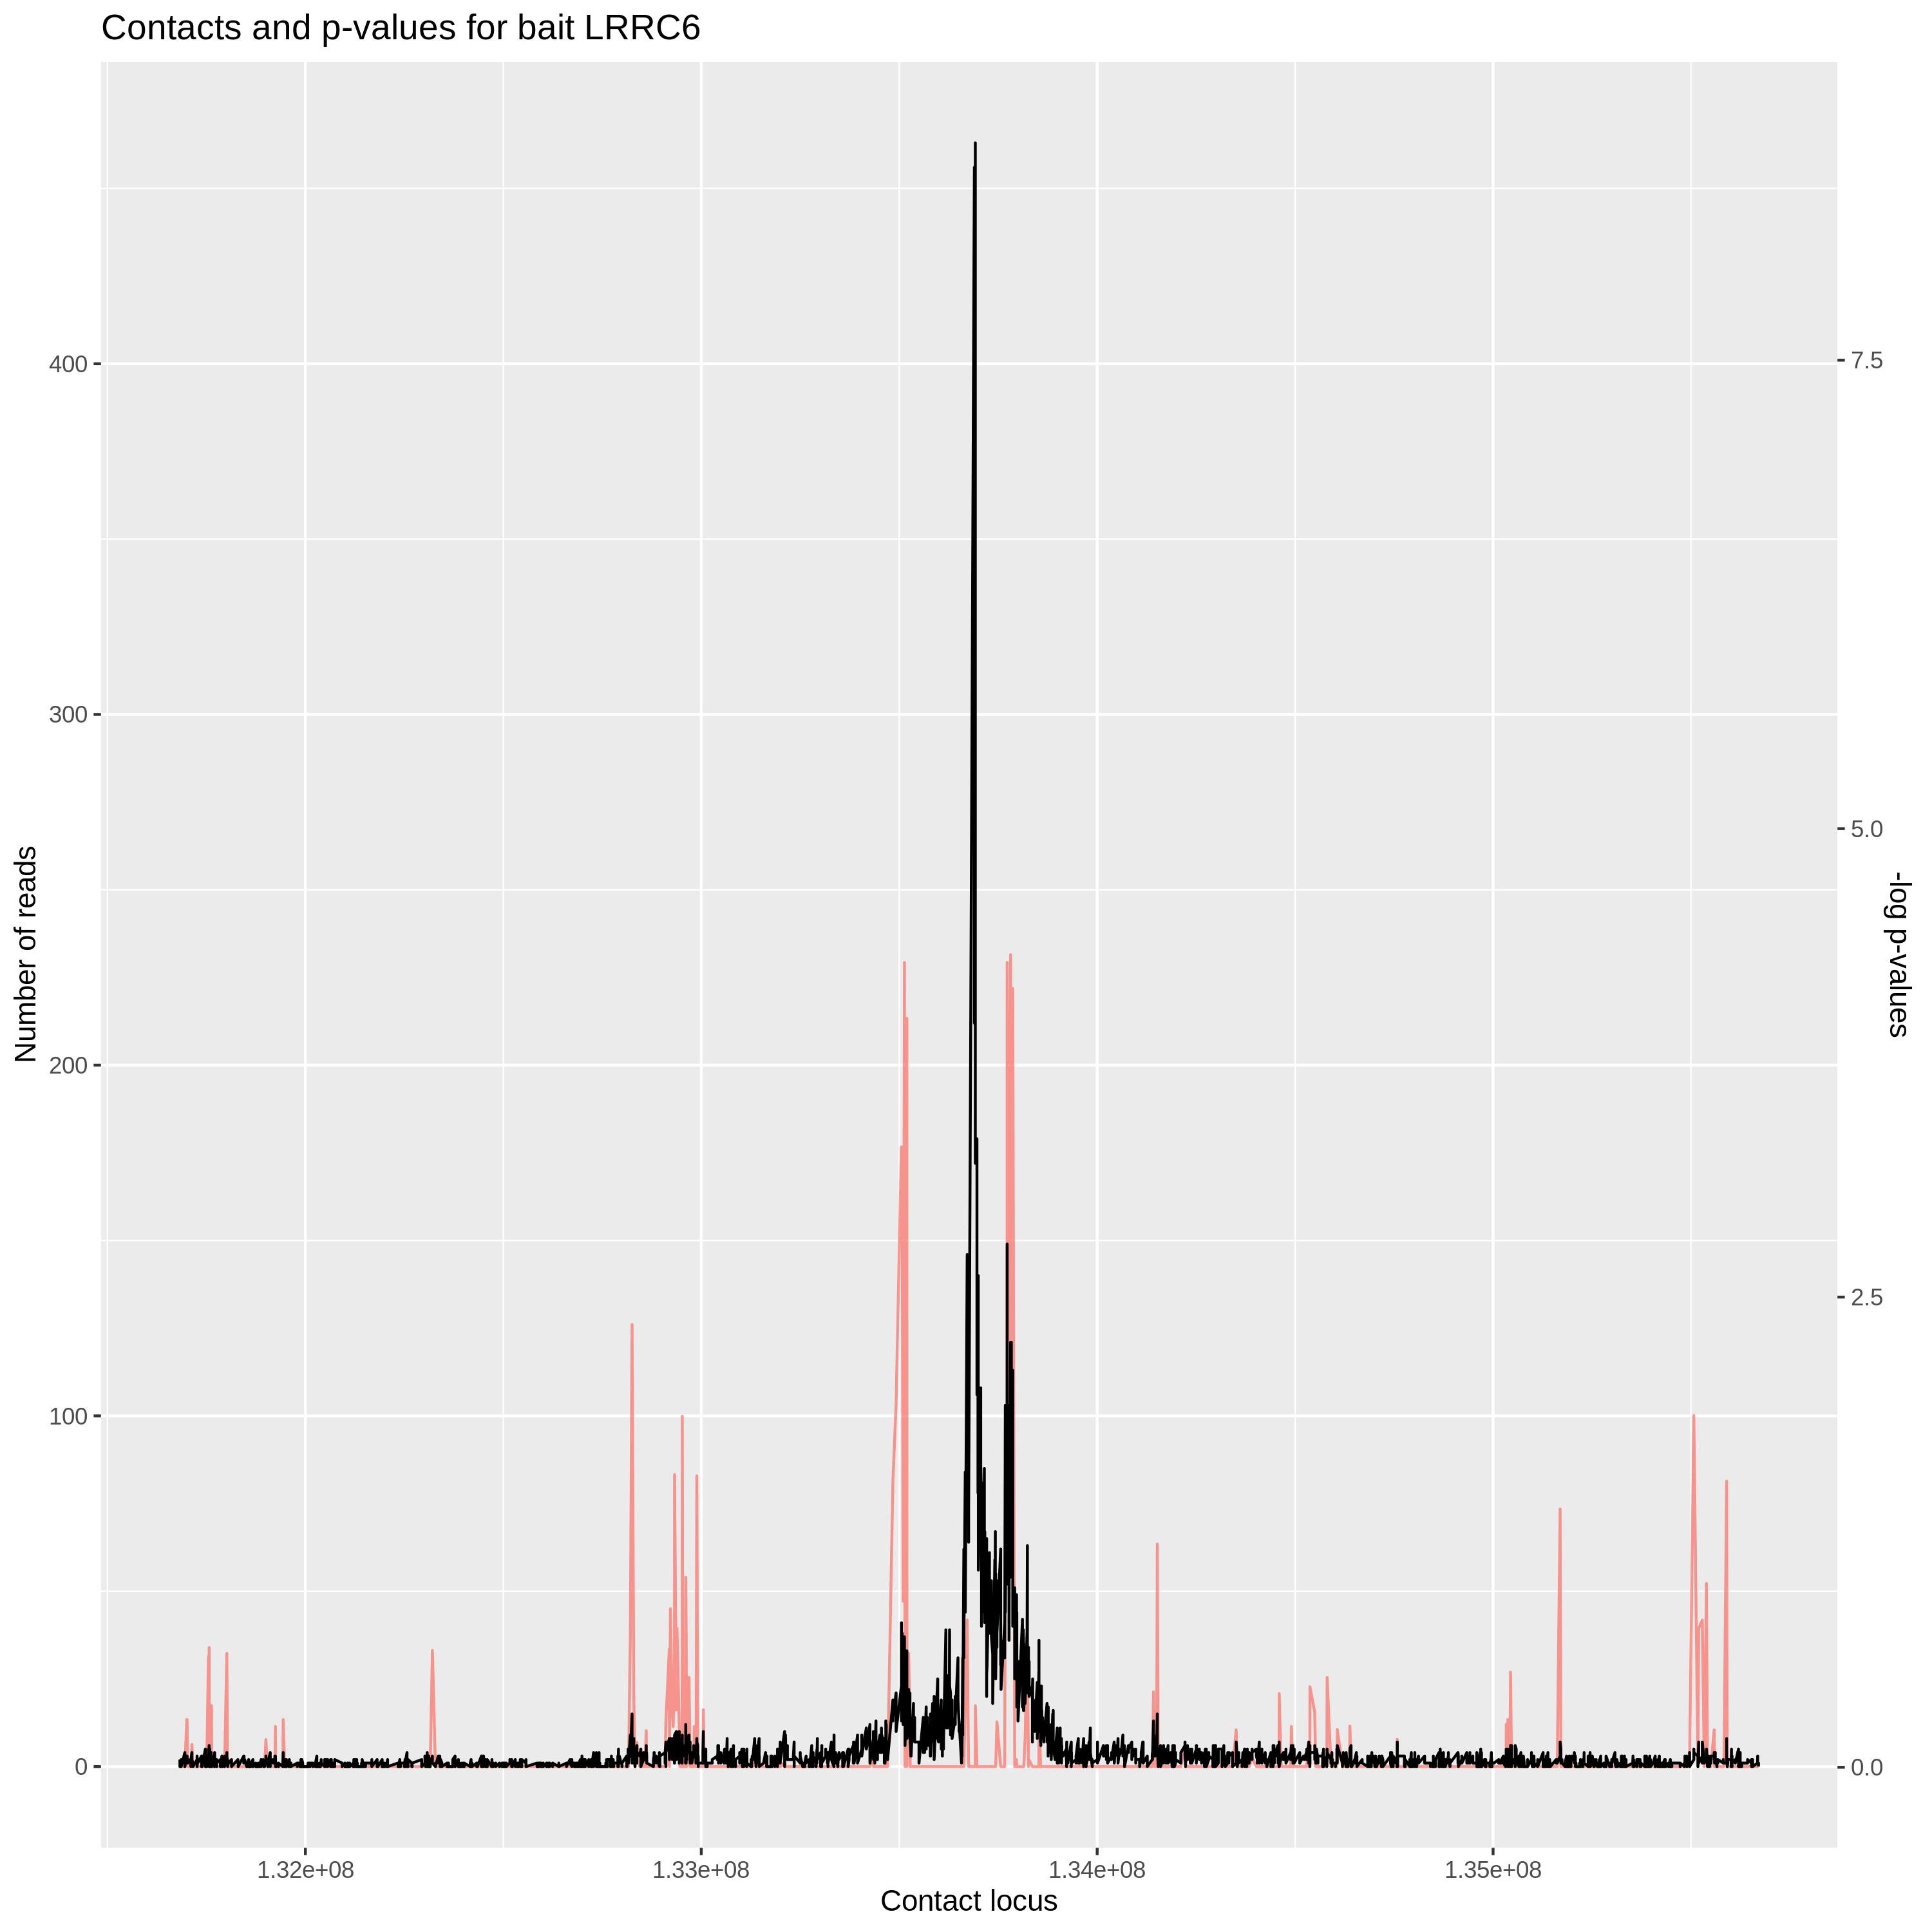 Contacts and p-values for bait LRRC6
400
300
200
100
0
Number of reads
7.5
5.0
2.5
0.0
-log p-values
1.32e+08
1.33e+08
1.34e+08
1.35e+08
Contact locus